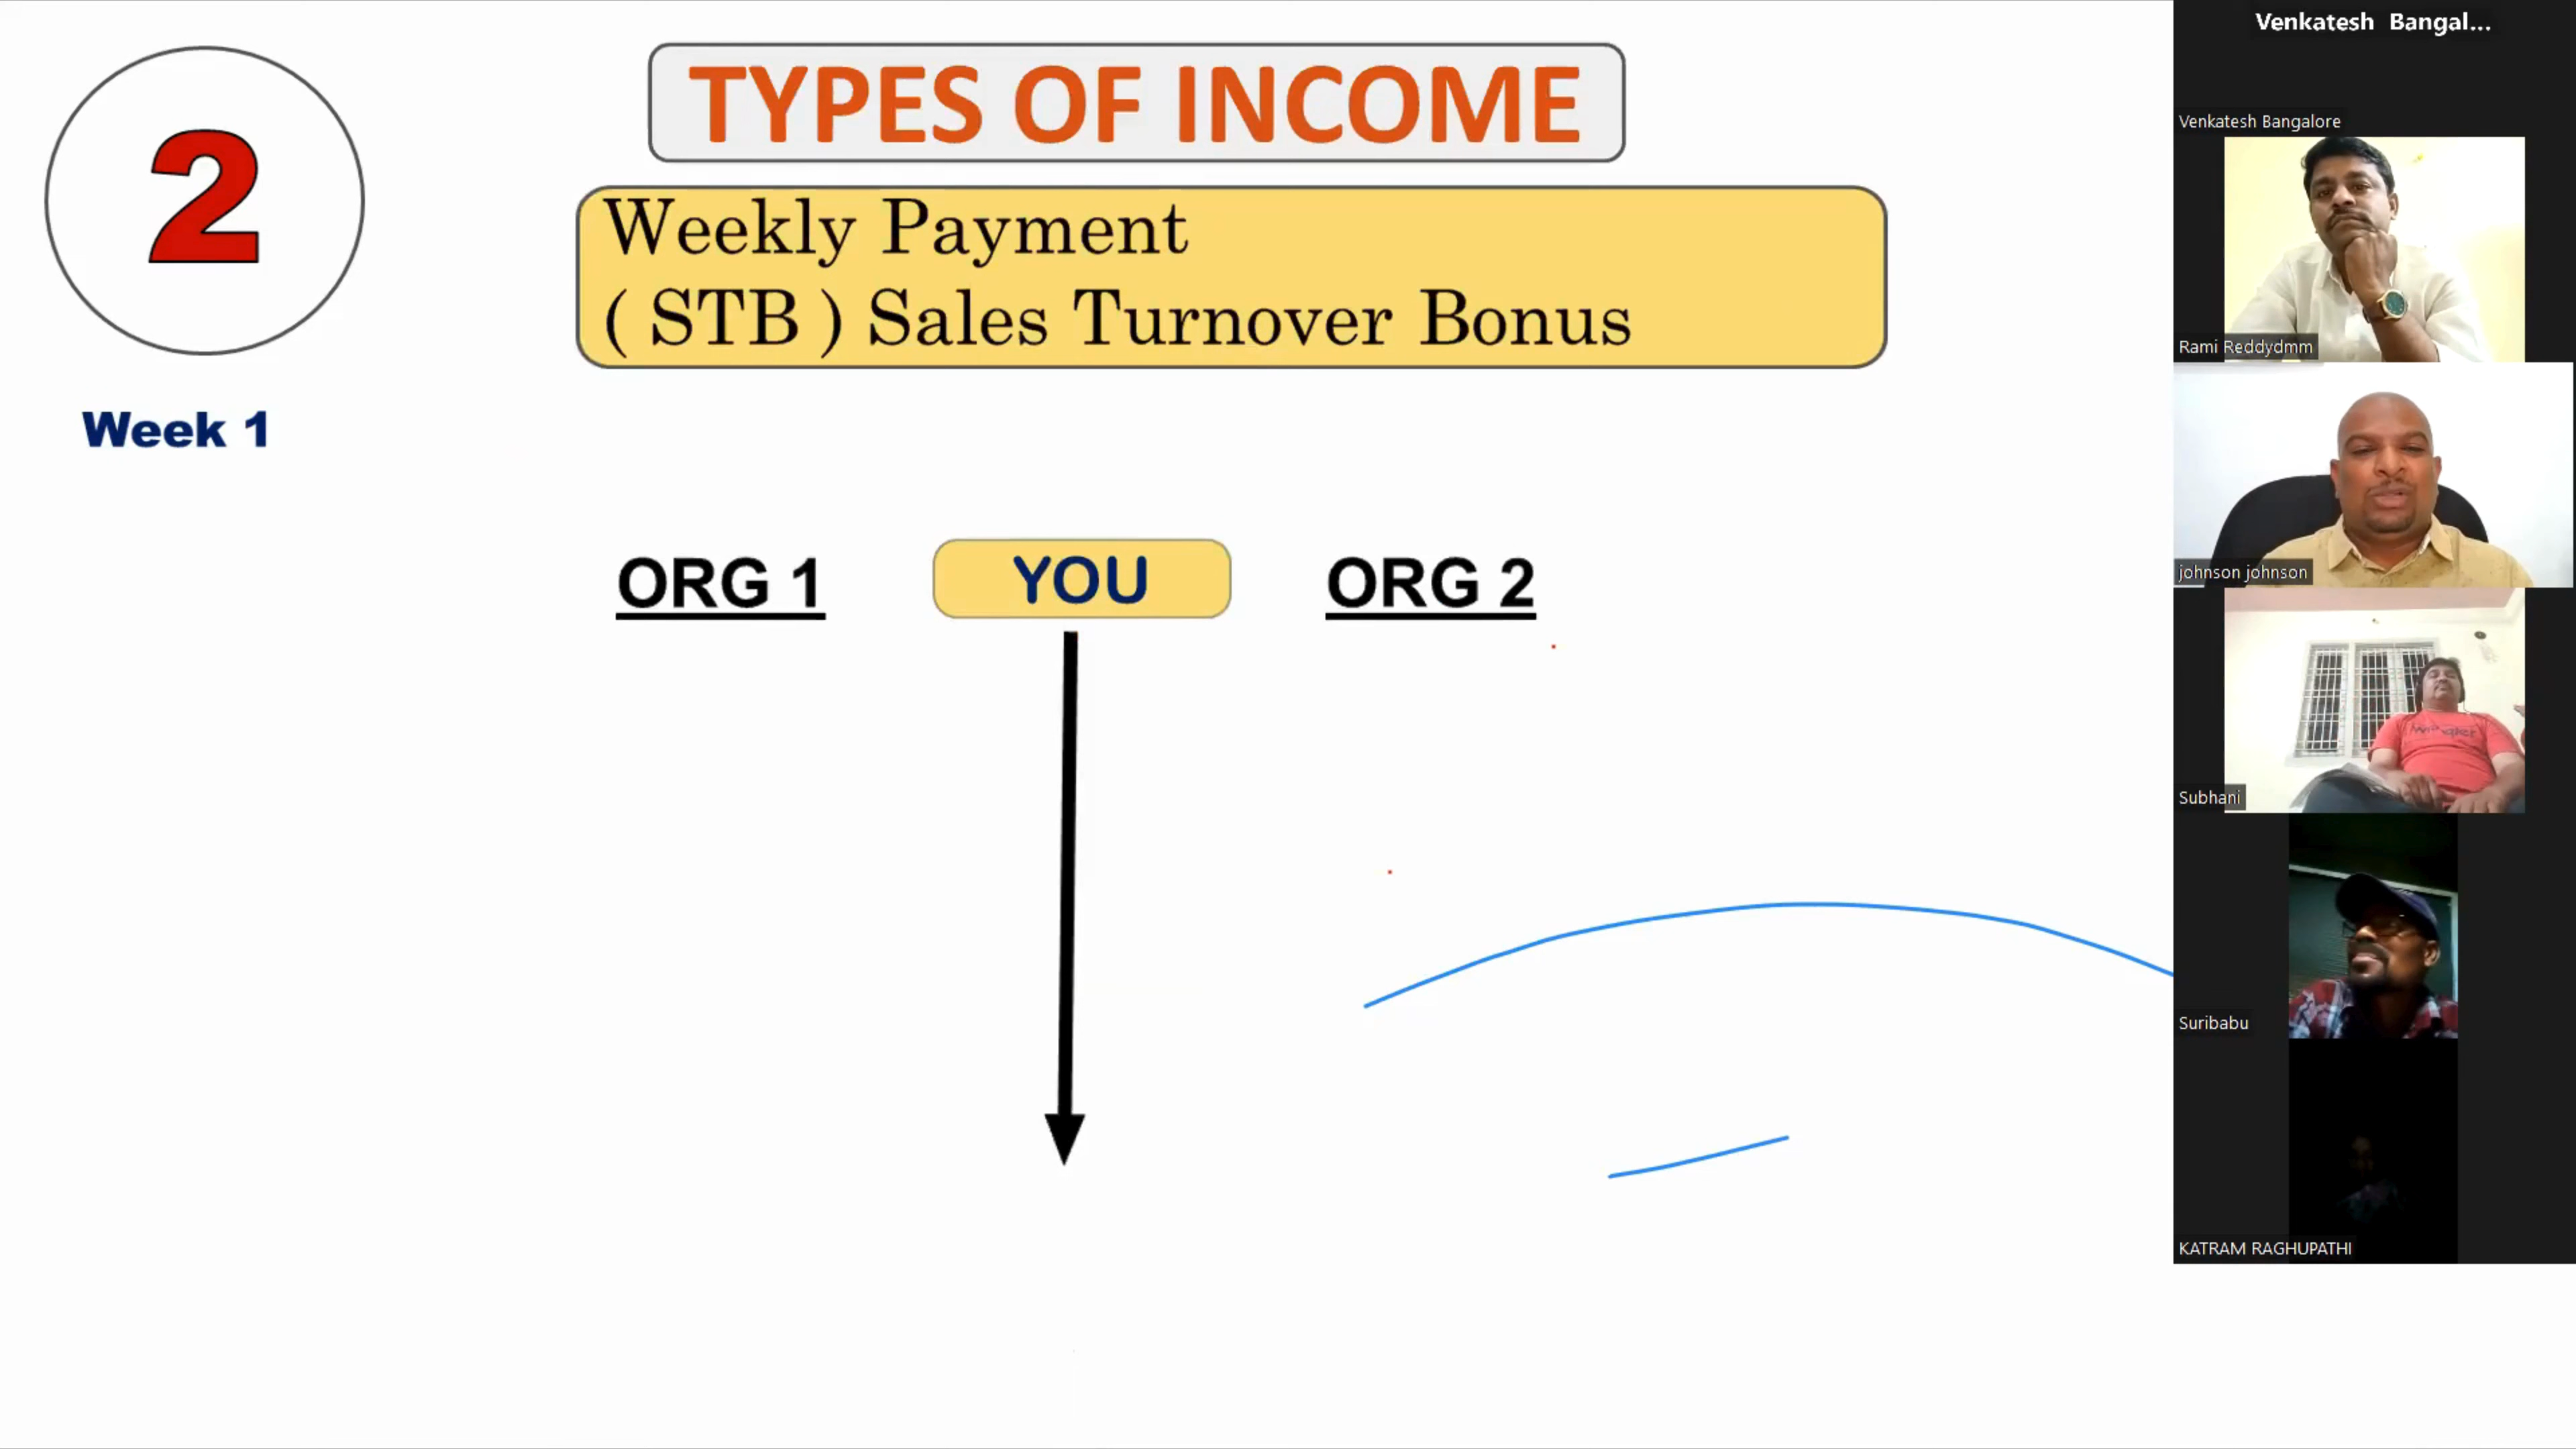 2
TYPES OF INCOME
Weekly Payment
( STB ) Sales Turnover Bonus
Week 1
ORG 1
YOU
ORG 2
Venkatesh Bangal...
Venkatesh Bangalore
Rami Reddydmm
johnson johnson
Subhani
Suribabu
KATRAM RAGHUPATHI